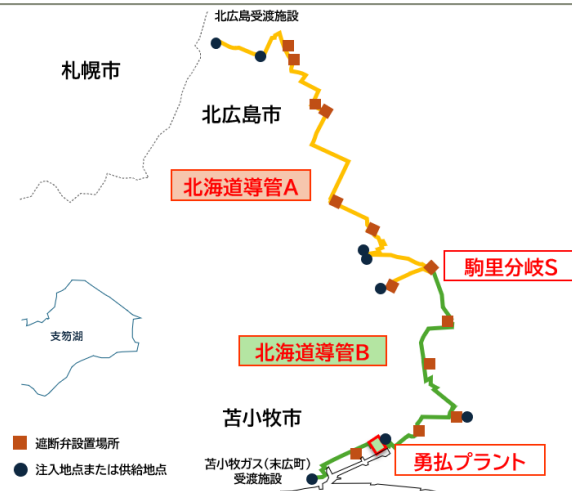 北広島受渡施設
札幌市
北広島市
北海道導管A
駒里分岐S
支笏湖
北海道導管B
苫小牧市
遮断弁設置場所
注入地点または供給地点
苫小牧ガス(末広町)
受渡施設
勇払プラント